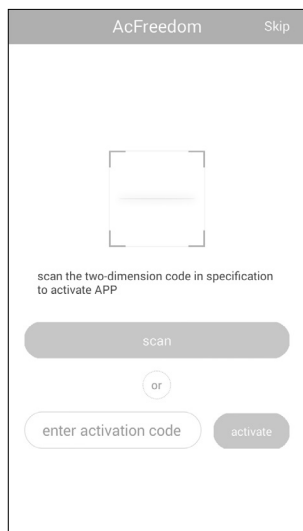 AcFreedom Skip
scan the two-dimension code in specification
to activate APP
scan
or
enter activation code activate